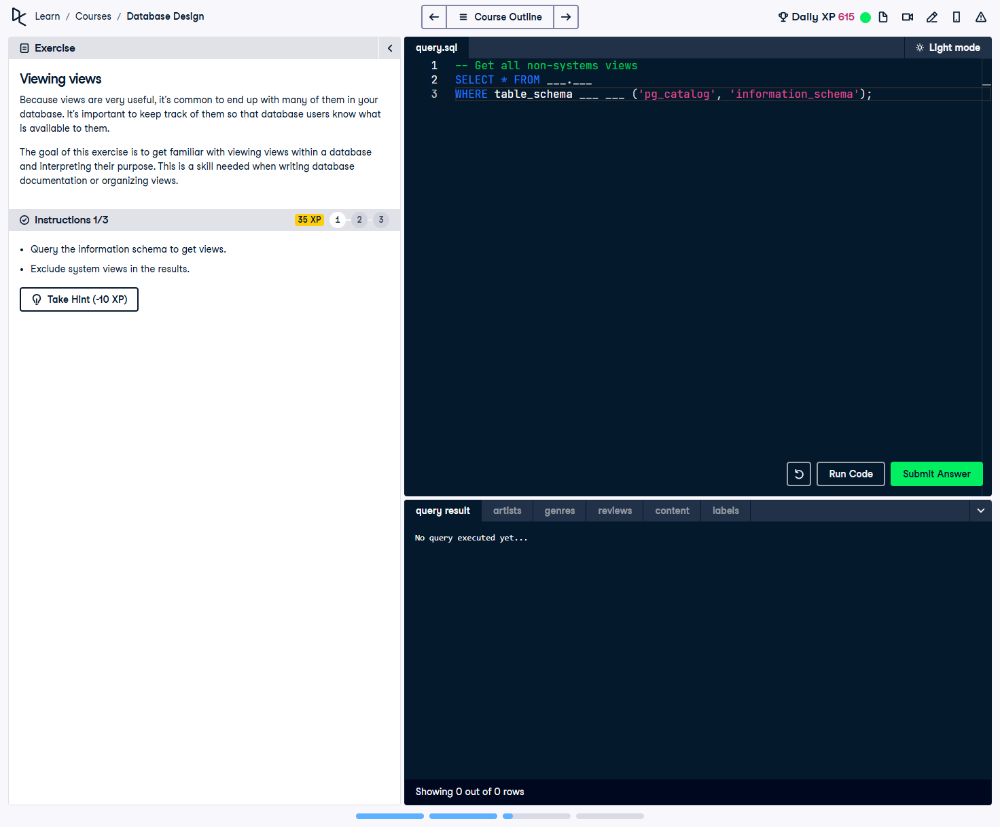 Learn / Courses / Database Design
Course Outline
Daily XP 615
Exercise
Viewing views
Because views are very useful, it's common to end up with many of them in your
database. It's important to keep track of them so that database users know what
is available to them.
The goal of this exercise is to get familiar with viewing views within a database
and interpreting their purpose. This is a skill needed when writing database
documentation or organizing views.
Instructions 1/3
35 XP
1
2
3
Query the information schema to get views.
Exclude system views in the results.
Take Hint (-10 XP)
query.sql
Light mode
1 -- Get all non-systems views
2 SELECT * FROM ___.___
3 WHERE table_schema ___ ___ ('pg_catalog', 'information_schema');
Run Code
Submit Answer
query result
artists
genres
reviews
content
labels
No query executed yet...
Showing 0 out of 0 rows